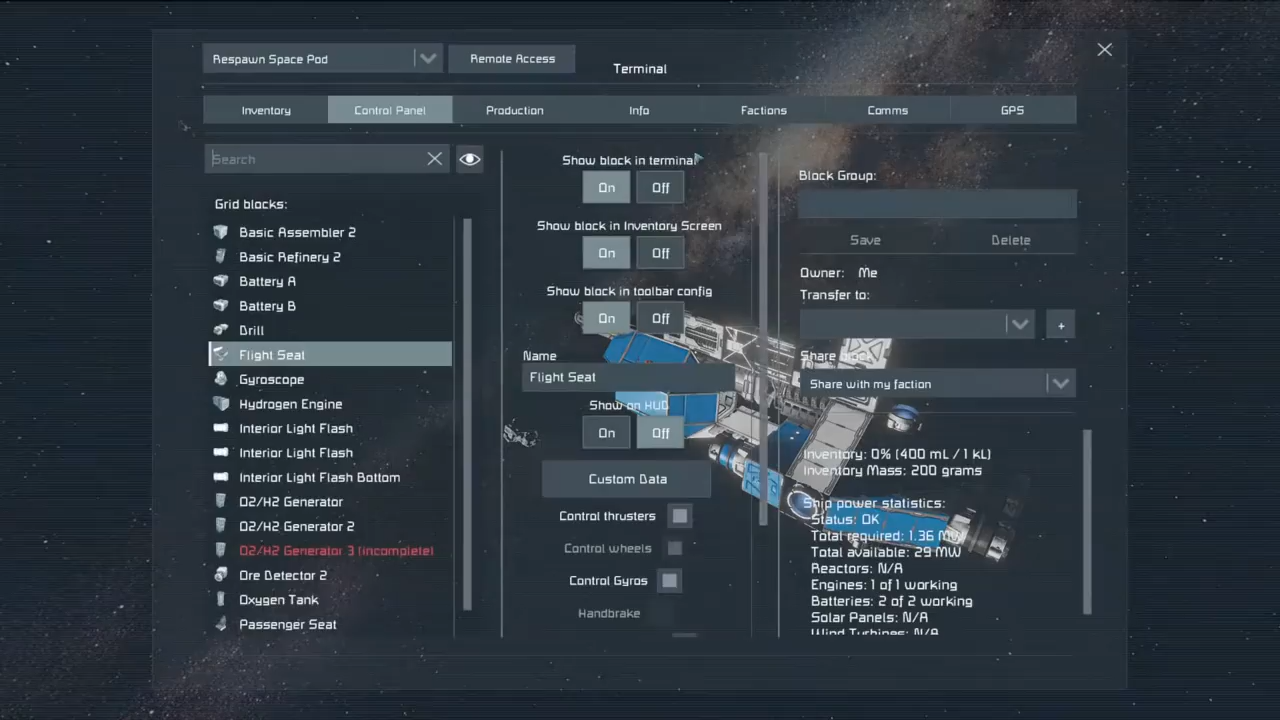 Respawn Space Pod
Remote Access
Terminal
Inventory
Control Panel
Production
Info
Factions
Comms
GPS
Search
Grid blocks:
Basic Assembler 2
Basic Refinery 2
Battery A
Battery B
Drill
Flight Seat
Gyroscope
Hydrogen Engine
Interior Light Flash
Interior Light Flash
Interior Light Flash Bottom
O2/H2 Generator
O2/H2 Generator 2
O2/H2 Generator 3 (Incomplete)
Ore Detector 2
Oxygen Tank
Passenger Seat
Show block in terminal
On Off
Show block in Inventory Screen
On Off
Show block in toolbar config
On Off
Name
Flight Seat
Show on HUD
On Off
Custom Data
Control thrusters
Control wheels
Control Gyros
Handbrake
Block Group:
Save Delete
Owner: Me
Transfer to:
+
Share block
Share with my faction
Inventory: 0% (400 mL / 1 kL)
Inventory Mass: 200 grams
Ship power statistics:
Status: OK
Total required: 1.36 MW
Total available: 29 MW
Reactors: N/A
Engines: 1 of 1 working
Batteries: 2 of 2 working
Solar Panels: N/A
Wind Turbines: N/A